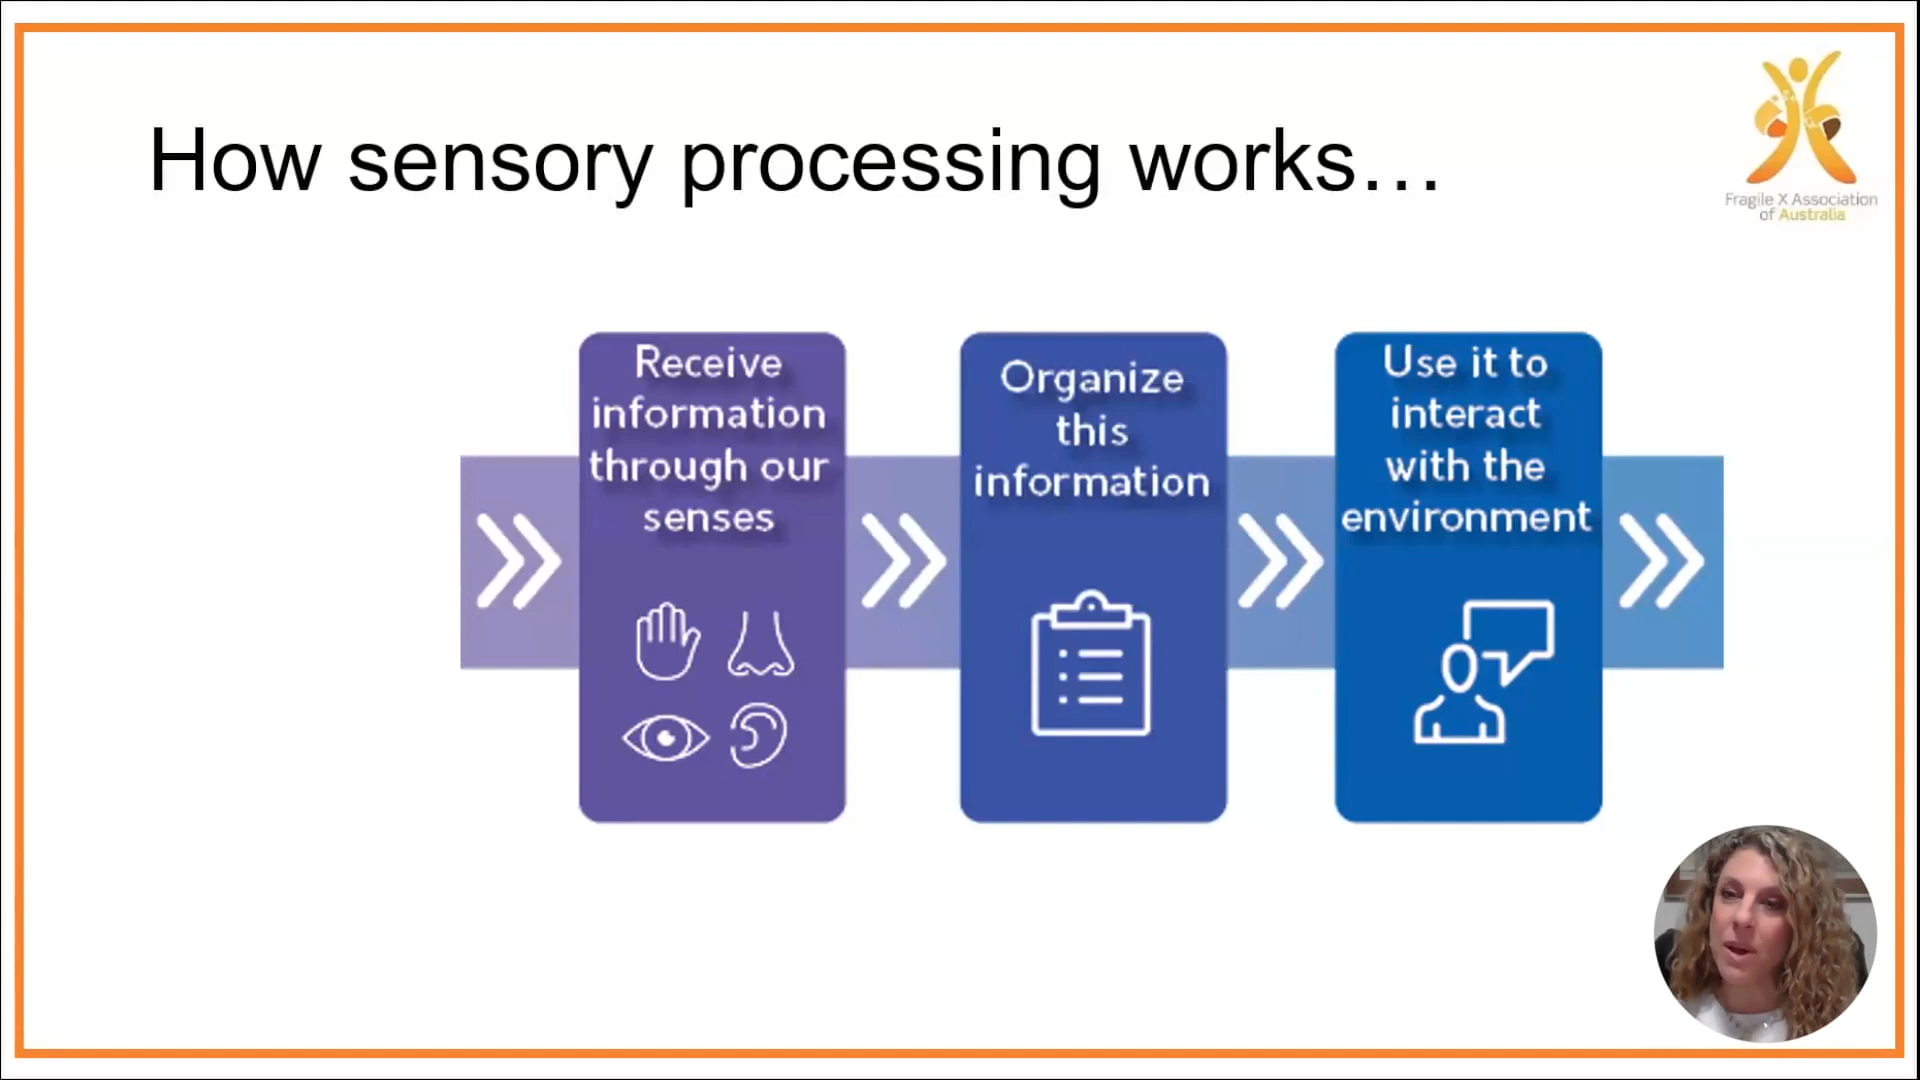 How sensory processing works…
Fragile X Association
of Australia
Receive
information
through our
senses
Organize
this
information
Use it to
interact
with the
environment